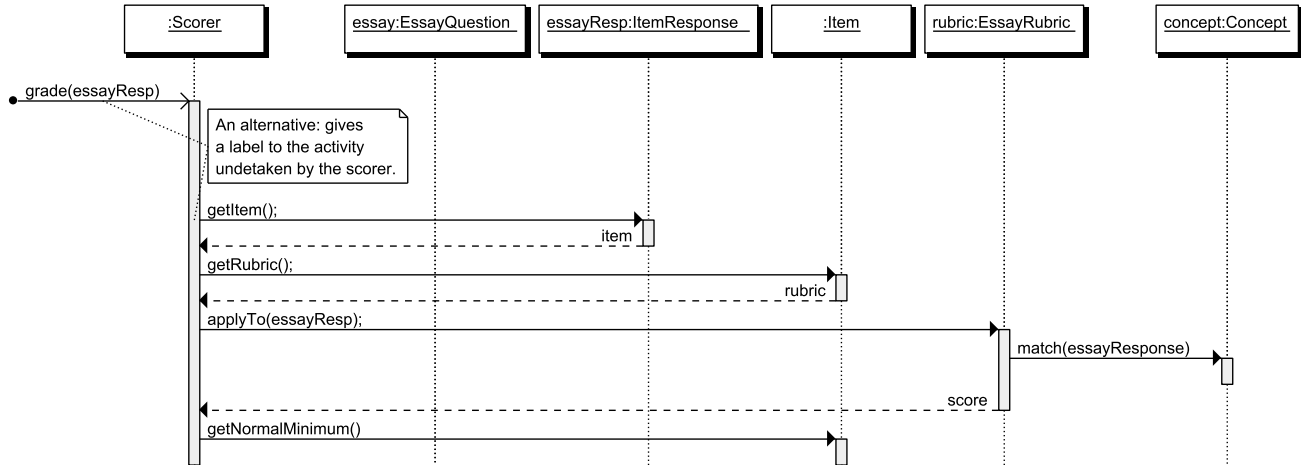 :Scorer
essay:EssayQuestion
essayResp:ItemResponse
:Item
rubric:EssayRubric
concept:Concept
grade(essayResp)
An alternative: gives
a label to the activity
undetaken by the scorer.
getItem();
item
getRubric();
rubric
applyTo(essayResp);
match(essayResponse)
score
getNormalMinimum()